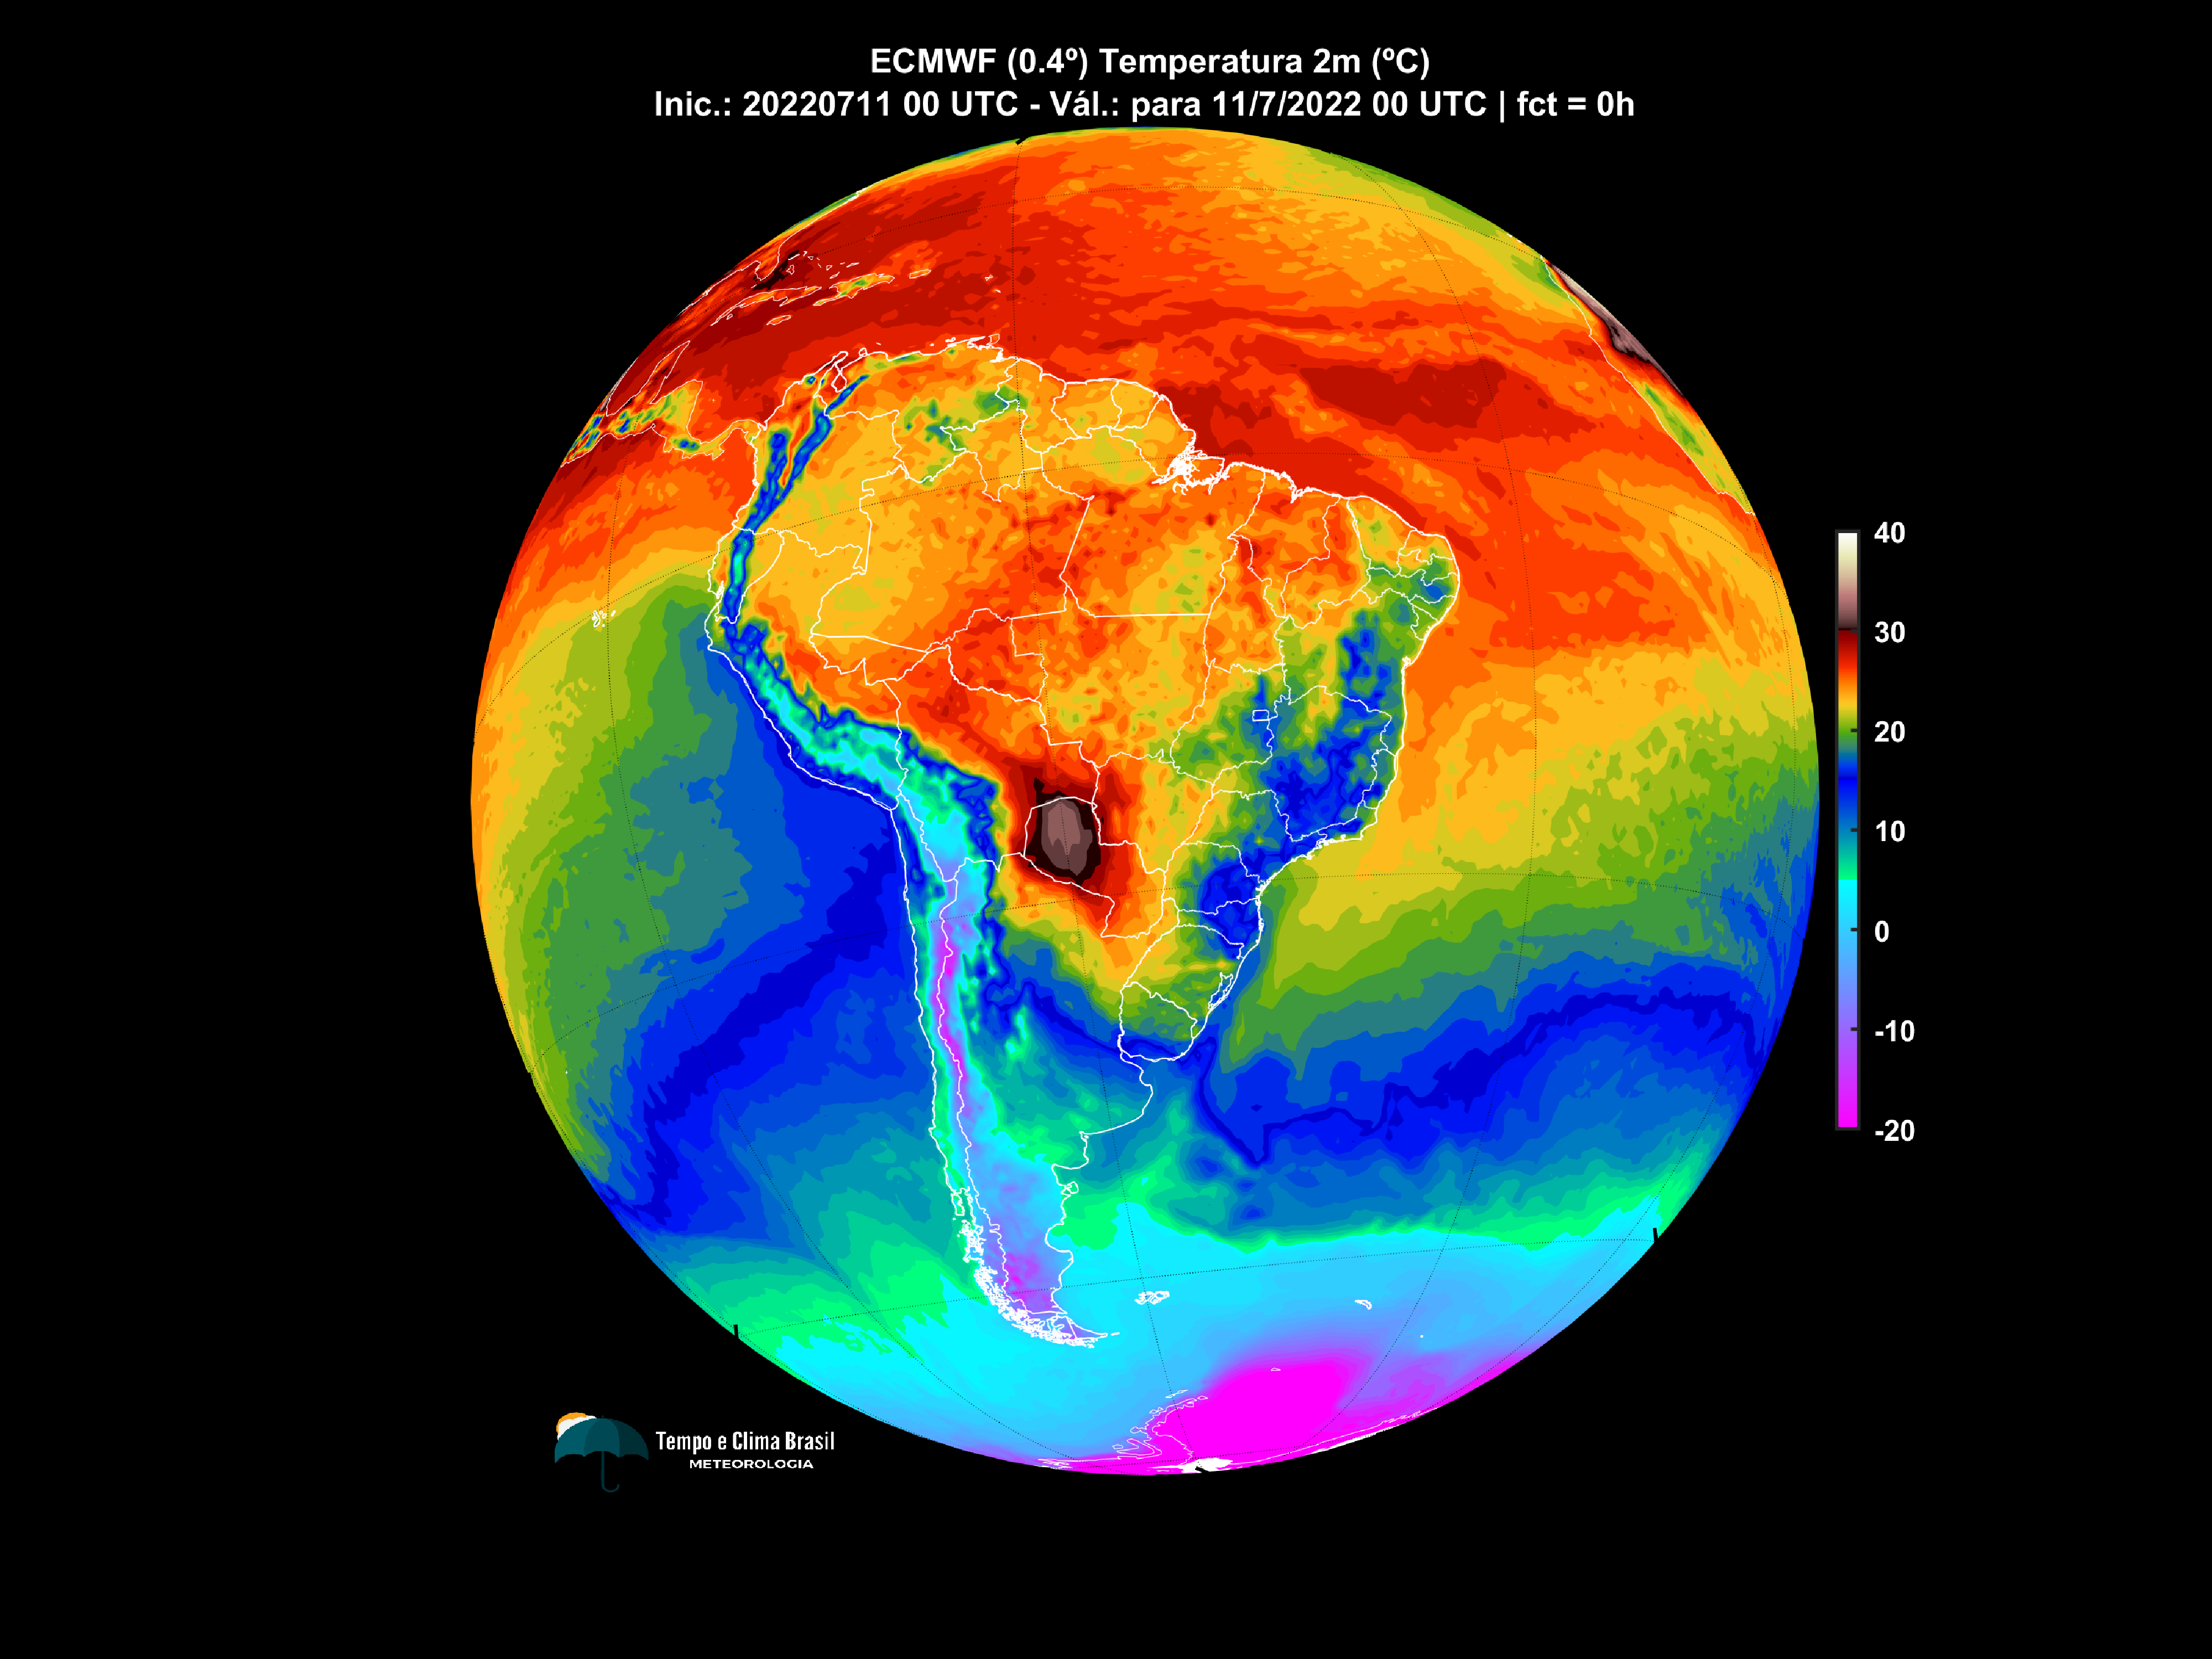 ECMWF (0.4º) Temperatura 2m (ºC)
Inic.: 20220711 00 UTC - Vál.: para 11/7/2022 00 UTC | fct = 0h
40
30
20
10
0
-10
-20
Tempo e Clima Brasil
METEOROLOGIA